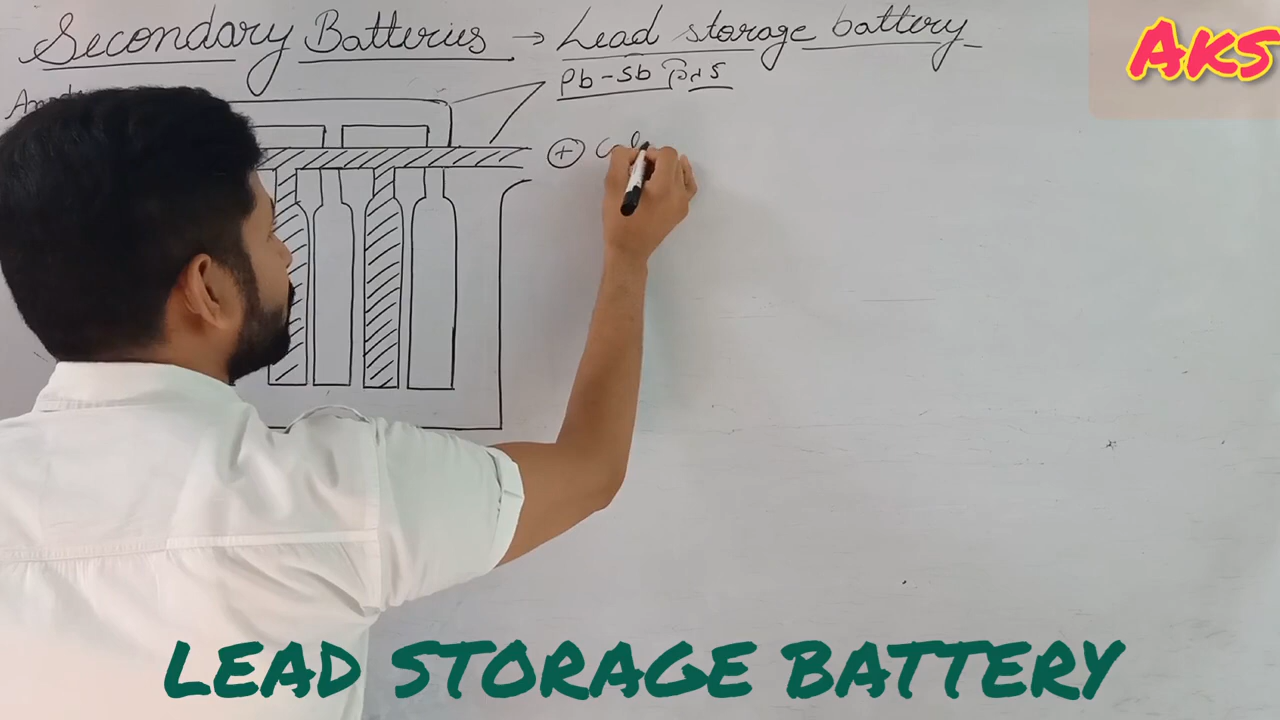 Secondary Batteries → Lead storage battery
Aks
Pb-Sb
+
LEAD STORAGE BATTERY